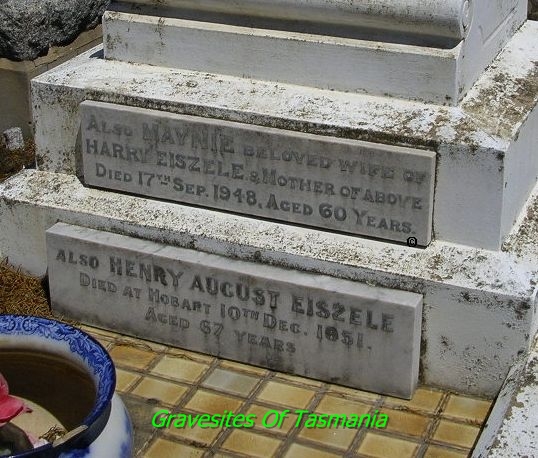 ALSO MAYNIE BELOVED WIFE OF
HARRY EISZELE & MOTHER OF ABOVE
DIED 17TH SEP. 1948. AGED 60 YEARS.
ALSO HENRY AUGUST EISZELE
DIED AT HOBART 10TH DEC. 1951.
AGED 67 YEARS
Gravesites Of Tasmania